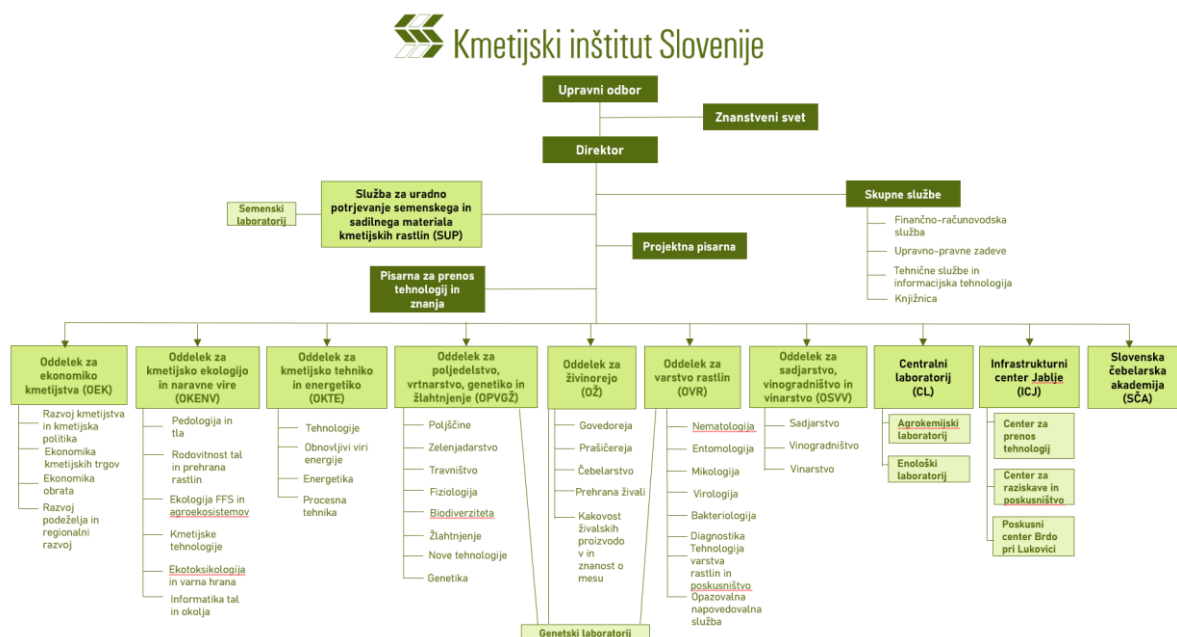 Kmetijski inštitut Slovenije
Upravni odbor
Znanstveni svet
Direktor
Skupne službe
Finančno-računovodska
služba
Upravno-pravne zadeve
Tehnične službe in
informacijska tehnologija
Knjižnica
Semenski
laboratorij
Služba za uradno
potrjevanje semenskega in
sadilnega materiala
kmetijskih rastlin (SUP)
Projektna pisarna
Pisarna za prenos
tehnologij in
znanja
Oddelek za
ekonomiko
kmetijstva (OEK)
Razvoj kmetijstva
in kmetijska
politika
Ekonomika
kmetijskih trgov
Ekonomika
obrata
Razvoj
podeželja in
regionalni
razvoj
Oddelek za
kmetijsko ekologijo
in naravne vire
(OKENV)
Pedologija in
tla
Rodovitnost tal
in prehrana
rastlin
Ekologija FFS in
agroekosistemov
Kmetijske
tehnologije
Ekotoksikologija
in varna hrana
Informatika tal
in okolja
Oddelek za
kmetijsko tehniko
in energetiko
(OKTE)
Tehnologije
Obnovljivi viri
energije
Energetika
Procesna
tehnika
Oddelek za
poljedelstvo,
vrtnarstvo, genetiko in
žlahtnjenje (OPVGŽ)
Poljščine
Zelenjadarstvo
Travništvo
Fiziologija
Biodiverziteta
Žlahtnjenje
Nove tehnologije
Genetika
Oddelek za
živinorejo
(OŽ)
Govedoreja
Prašičereja
Čebelarstvo
Prehrana živali
Kakovost
živalskih
proizvodo
v in
znanost o
mesu
Oddelek za
varstvo rastlin
(OVR)
Nematologija
Entomologija
Mikologija
Virologija
Bakteriologija
Diagnostika
Tehnologija
varstva
rastlin in
poskusništvo
Opazovalna
napovedovalna
služba
Genetski laboratorij
Oddelek za
sadjarstvo,
vinogradništvo in
vinarstvo (OSVV)
Sadjarstvo
Vinogradništvo
Vinarstvo
Centralni
laboratorij
(CL)
Agrokemijski
laboratorij
Enološki
laboratorij
Infrastrukturni
center Jablje
(ICJ)
Center za
prenos
tehnologij
Center za
raziskave in
poskusništvo
Poskusni
center Brdo
pri Lukovici
Slovenska
čebelarska
akademija
(SČA)